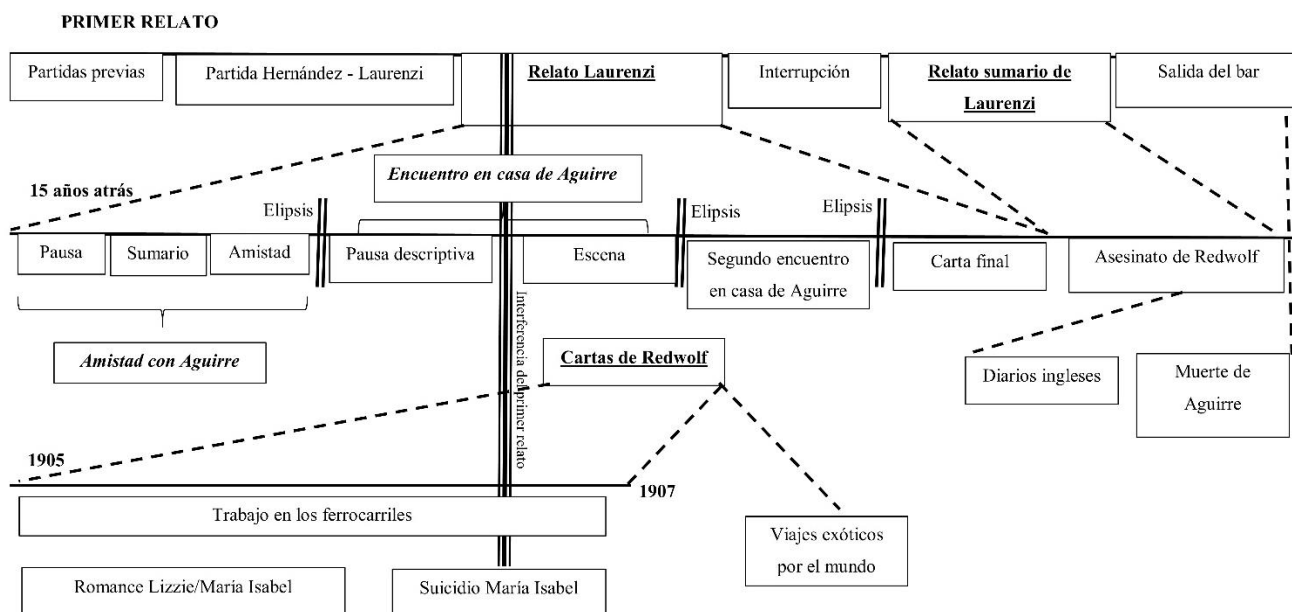 PRIMER RELATO
Partidas previas
Partida Hernández - Laurenzi
Relato Laurenzi
Interrupción
Relato sumario de
Laurenzi
Salida del bar
Encuentro en casa de Aguirre
15 años atrás
Elipsis
Elipsis
Elipsis
Pausa
Sumario
Amistad
Pausa descriptiva
Escena
Segundo encuentro
en casa de Aguirre
Carta final
Asesinato de Redwolf
Interferencia del primer relato
Amistad con Aguirre
Cartas de Redwolf
Diarios ingleses
Muerte de
Aguirre
1905
1907
Trabajo en los ferrocarriles
Viajes exóticos
por el mundo
Romance Lizzie/María Isabel
Suicidio María Isabel